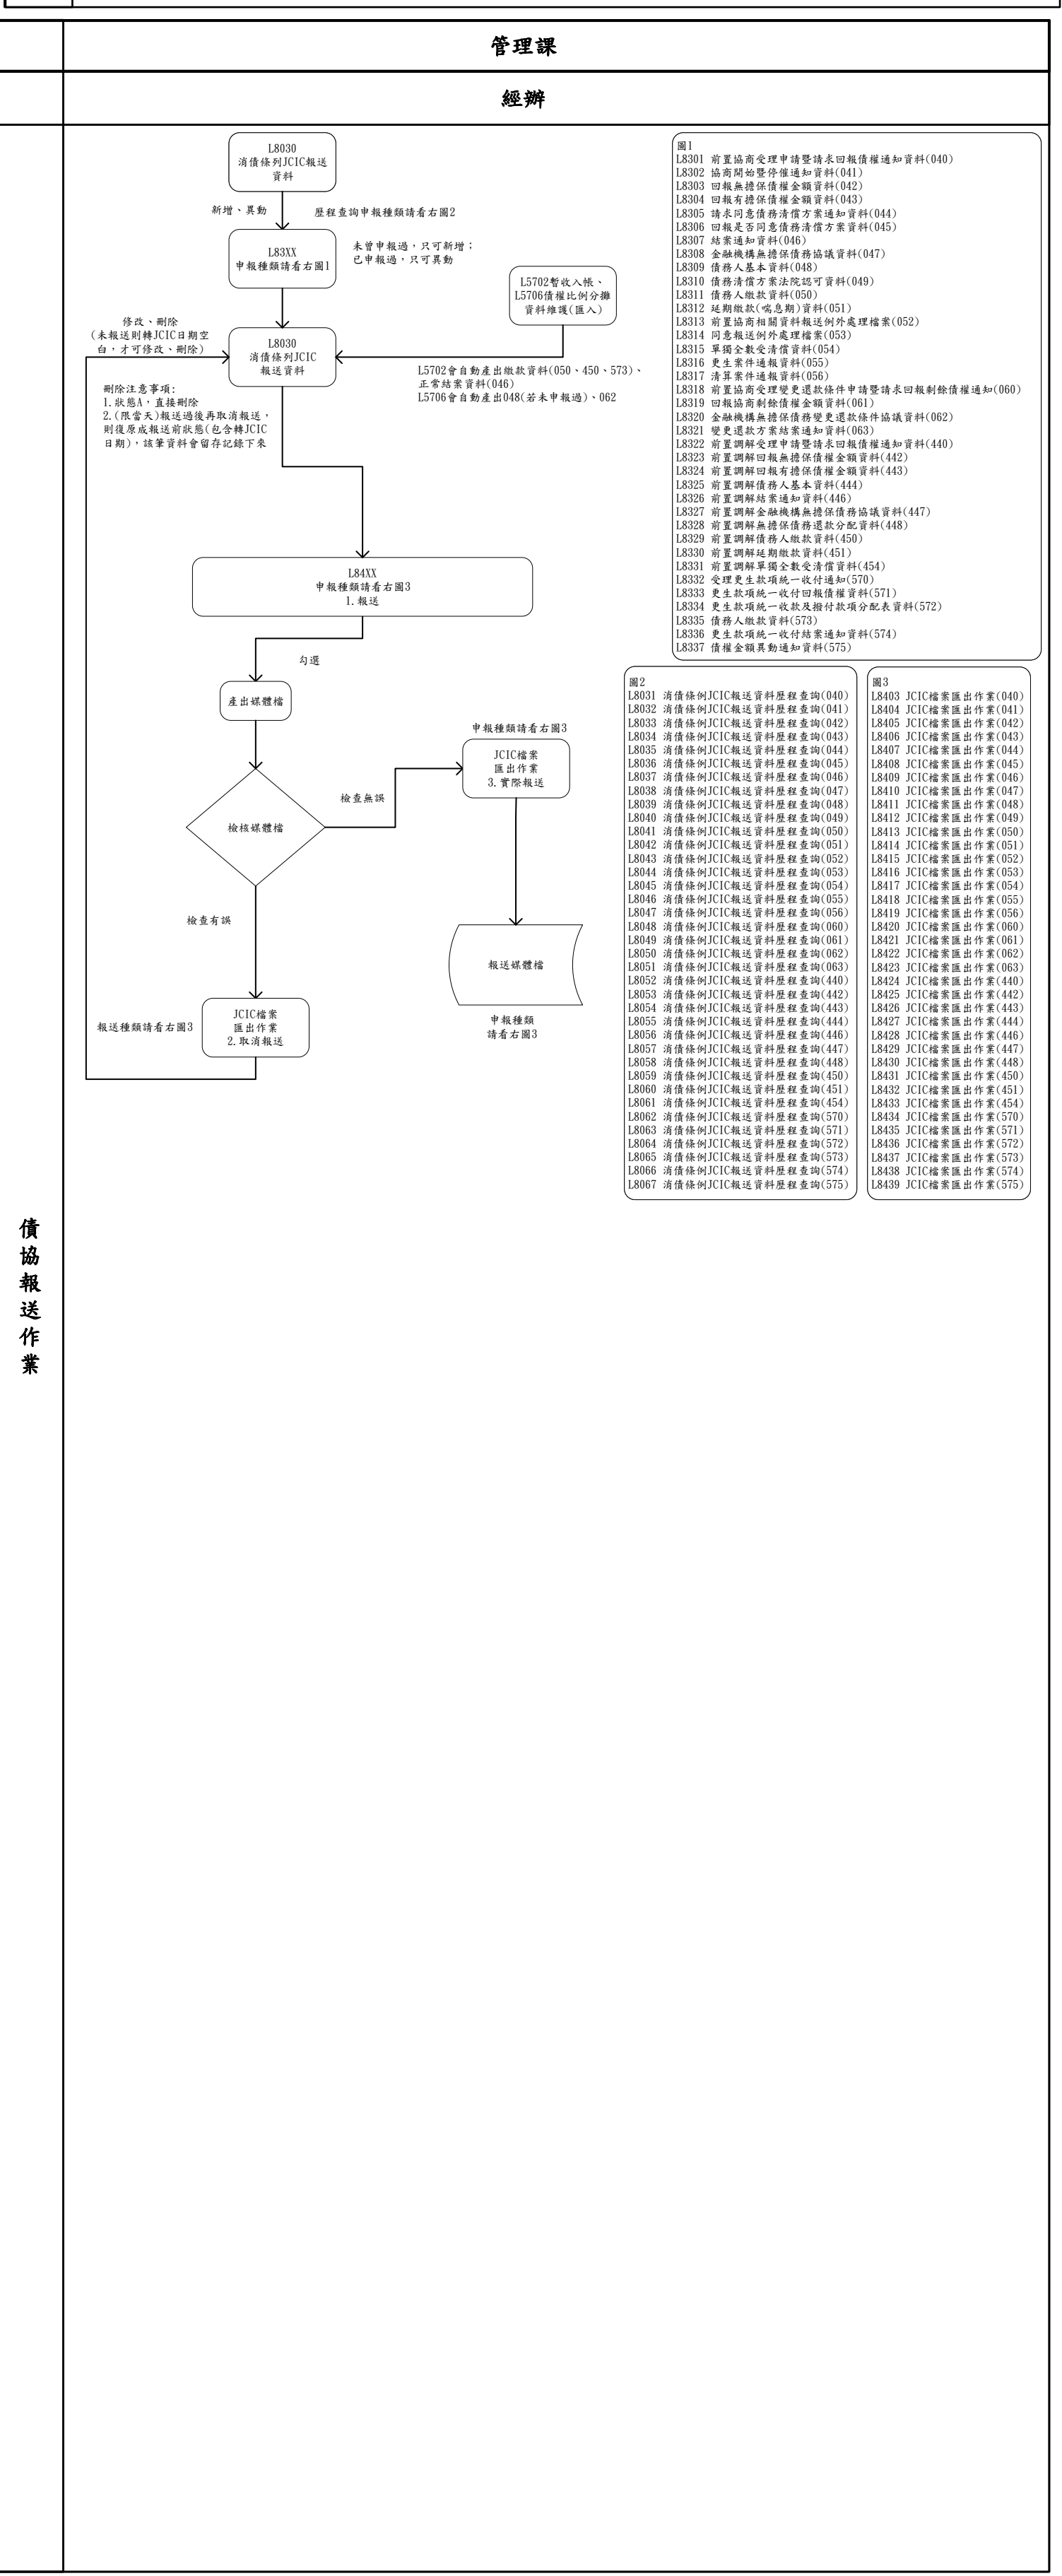 管理課
經辦
債
協
報
送
作
業
L8030
消債條列JCIC報送
資料
新增、異動
歷程查詢申報種類請看右圖2
L83XX
申報種類請看右圖1
未曾申報過，只可新增；
已申報過，只可異動
L5702暫收入帳、
L5706債權比例分攤
資料維護(匯入)
修改、刪除
(未報送則轉JCIC日期空
白，才可修改、刪除)
L8030
消債條列JCIC
報送資料
L5702會自動產出繳款資料(050、450、573)、
正常結案資料(046)
L5706會自動產出048(若未申報過)、062
刪除注意事項:
1.狀態A，直接刪除
2.(限當天)報送過後再取消報送，
則復原成報送前狀態(包含轉JCIC
日期)，該筆資料會留存記錄下來
L84XX
申報種類請看右圖3
1.報送
勾選
產出媒體檔
檢核媒體檔
檢查無誤
申報種類請看右圖3
JCIC檔案
匯出作業
3.實際報送
報送媒體檔
申報種類
請看右圖3
檢查有誤
報送種類請看右圖3
JCIC檔案
匯出作業
2.取消報送
圖1
L8301 前置協商受理申請暨請求回報債權通知資料(040)
L8302 協商開始暨停催通知資料(041)
L8303 回報無擔保債權金額資料(042)
L8304 回報有擔保債權金額資料(043)
L8305 請求同意債務清償方案通知資料(044)
L8306 回報是否同意債務清償方案資料(045)
L8307 結案通知資料(046)
L8308 金融機構無擔保債務協議資料(047)
L8309 債務人基本資料(048)
L8310 債務清償方案法院認可資料(049)
L8311 債務人繳款資料(050)
L8312 延期繳款(喘息期)資料(051)
L8313 前置協商相關資料報送例外處理檔案(052)
L8314 同意報送例外處理檔案(053)
L8315 單獨全數受清償資料(054)
L8316 更生案件通報資料(055)
L8317 清算案件通報資料(056)
L8318 前置協商受理變更還款條件申請暨請求回報剩餘債權通知(060)
L8319 回報協商剩餘債權金額資料(061)
L8320 金融機構無擔保債務變更還款條件協議資料(062)
L8321 變更還款方案結案通知資料(063)
L8322 前置調解受理申請暨請求回報債權通知資料(440)
L8323 前置調解回報無擔保債權金額資料(442)
L8324 前置調解回報有擔保債權金額資料(443)
L8325 前置調解債務人基本資料(444)
L8326 前置調解結案通知資料(446)
L8327 前置調解金融機構無擔保債務協議資料(447)
L8328 前置調解無擔保債務還款分配資料(448)
L8329 前置調解債務人繳款資料(450)
L8330 前置調解延期繳款資料(451)
L8331 前置調解單獨全數受清償資料(454)
L8332 受理更生款項統一收付通知(570)
L8333 更生款項統一收付回報債權資料(571)
L8334 更生款項統一收款及撥付款項分配表資料(572)
L8335 債務人繳款資料(573)
L8336 更生款項統一收付結案通知資料(574)
L8337 債權金額異動通知資料(575)
圖2
L8031 消債條例JCIC報送資料歷程查詢(040)
L8032 消債條例JCIC報送資料歷程查詢(041)
L8033 消債條例JCIC報送資料歷程查詢(042)
L8034 消債條例JCIC報送資料歷程查詢(043)
L8035 消債條例JCIC報送資料歷程查詢(044)
L8036 消債條例JCIC報送資料歷程查詢(045)
L8037 消債條例JCIC報送資料歷程查詢(046)
L8038 消債條例JCIC報送資料歷程查詢(047)
L8039 消債條例JCIC報送資料歷程查詢(048)
L8040 消債條例JCIC報送資料歷程查詢(049)
L8041 消債條例JCIC報送資料歷程查詢(050)
L8042 消債條例JCIC報送資料歷程查詢(051)
L8043 消債條例JCIC報送資料歷程查詢(052)
L8044 消債條例JCIC報送資料歷程查詢(053)
L8045 消債條例JCIC報送資料歷程查詢(054)
L8046 消債條例JCIC報送資料歷程查詢(055)
L8047 消債條例JCIC報送資料歷程查詢(056)
L8048 消債條例JCIC報送資料歷程查詢(060)
L8049 消債條例JCIC報送資料歷程查詢(061)
L8050 消債條例JCIC報送資料歷程查詢(062)
L8051 消債條例JCIC報送資料歷程查詢(063)
L8052 消債條例JCIC報送資料歷程查詢(440)
L8053 消債條例JCIC報送資料歷程查詢(442)
L8054 消債條例JCIC報送資料歷程查詢(443)
L8055 消債條例JCIC報送資料歷程查詢(444)
L8056 消債條例JCIC報送資料歷程查詢(446)
L8057 消債條例JCIC報送資料歷程查詢(447)
L8058 消債條例JCIC報送資料歷程查詢(448)
L8059 消債條例JCIC報送資料歷程查詢(450)
L8060 消債條例JCIC報送資料歷程查詢(451)
L8061 消債條例JCIC報送資料歷程查詢(454)
L8062 消債條例JCIC報送資料歷程查詢(570)
L8063 消債條例JCIC報送資料歷程查詢(571)
L8064 消債條例JCIC報送資料歷程查詢(572)
L8065 消債條例JCIC報送資料歷程查詢(573)
L8066 消債條例JCIC報送資料歷程查詢(574)
L8067 消債條例JCIC報送資料歷程查詢(575)
圖3
L8403 JCIC檔案匯出作業(040)
L8404 JCIC檔案匯出作業(041)
L8405 JCIC檔案匯出作業(042)
L8406 JCIC檔案匯出作業(043)
L8407 JCIC檔案匯出作業(044)
L8408 JCIC檔案匯出作業(045)
L8409 JCIC檔案匯出作業(046)
L8410 JCIC檔案匯出作業(047)
L8411 JCIC檔案匯出作業(048)
L8412 JCIC檔案匯出作業(049)
L8413 JCIC檔案匯出作業(050)
L8414 JCIC檔案匯出作業(051)
L8415 JCIC檔案匯出作業(052)
L8416 JCIC檔案匯出作業(053)
L8417 JCIC檔案匯出作業(054)
L8418 JCIC檔案匯出作業(055)
L8419 JCIC檔案匯出作業(056)
L8420 JCIC檔案匯出作業(060)
L8421 JCIC檔案匯出作業(061)
L8422 JCIC檔案匯出作業(062)
L8423 JCIC檔案匯出作業(063)
L8424 JCIC檔案匯出作業(440)
L8425 JCIC檔案匯出作業(442)
L8426 JCIC檔案匯出作業(443)
L8427 JCIC檔案匯出作業(444)
L8428 JCIC檔案匯出作業(446)
L8429 JCIC檔案匯出作業(447)
L8430 JCIC檔案匯出作業(448)
L8431 JCIC檔案匯出作業(450)
L8432 JCIC檔案匯出作業(451)
L8433 JCIC檔案匯出作業(454)
L8434 JCIC檔案匯出作業(570)
L8435 JCIC檔案匯出作業(571)
L8436 JCIC檔案匯出作業(572)
L8437 JCIC檔案匯出作業(573)
L8438 JCIC檔案匯出作業(574)
L8439 JCIC檔案匯出作業(575)